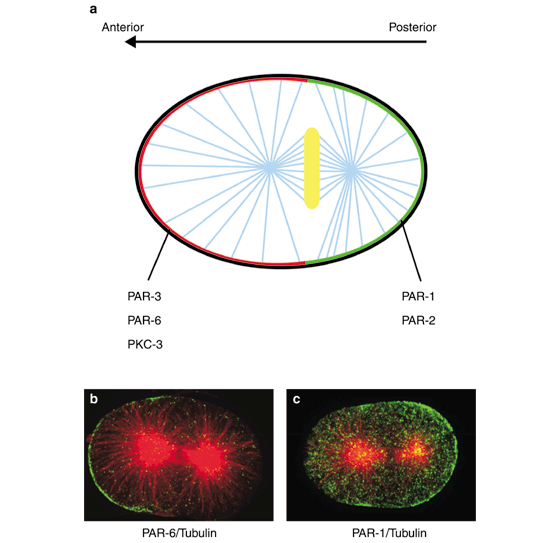 a
Anterior Posterior
PAR-3 PAR-1
PAR-6 PAR-2
PKC-3
b c
PAR-6/Tubulin PAR-1/Tubulin